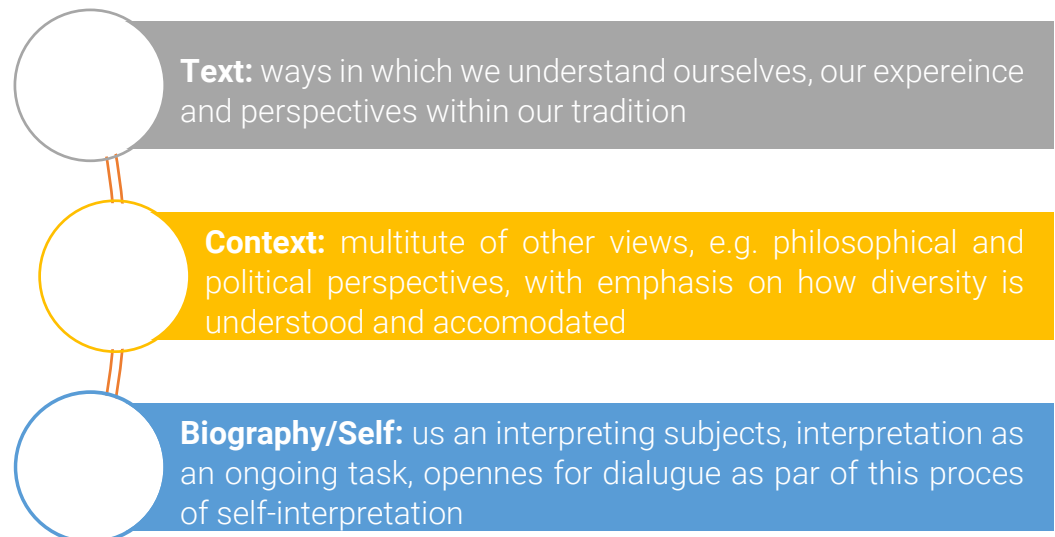 Text: ways in which we understand ourselves, our expereince
and perspectives within our tradition
Context: multitute of other views, e.g. philosophical and
political perspectives, with emphasis on how diversity is
understood and accomodated
Biography/Self: us an interpreting subjects, interpretation as
an ongoing task, opennes for dialugue as par of this proces
of self-interpretation